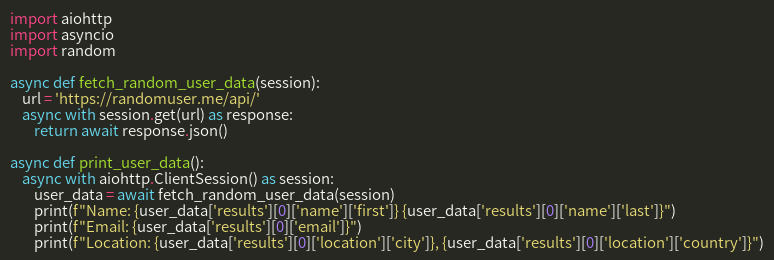 import aiohttp
import asyncio
import random

async def fetch_random_user_data(session):
    url = 'https://randomuser.me/api/'
    async with session.get(url) as response:
        return await response.json()

async def print_user_data():
    async with aiohttp.ClientSession() as session:
        user_data = await fetch_random_user_data(session)
        print(f"Name: {user_data['results'][0]['name']['first']} {user_data['results'][0]['name']['last']}")
        print(f"Email: {user_data['results'][0]['email']}")
        print(f"Location: {user_data['results'][0]['location']['city']}, {user_data['results'][0]['location']['country']}")